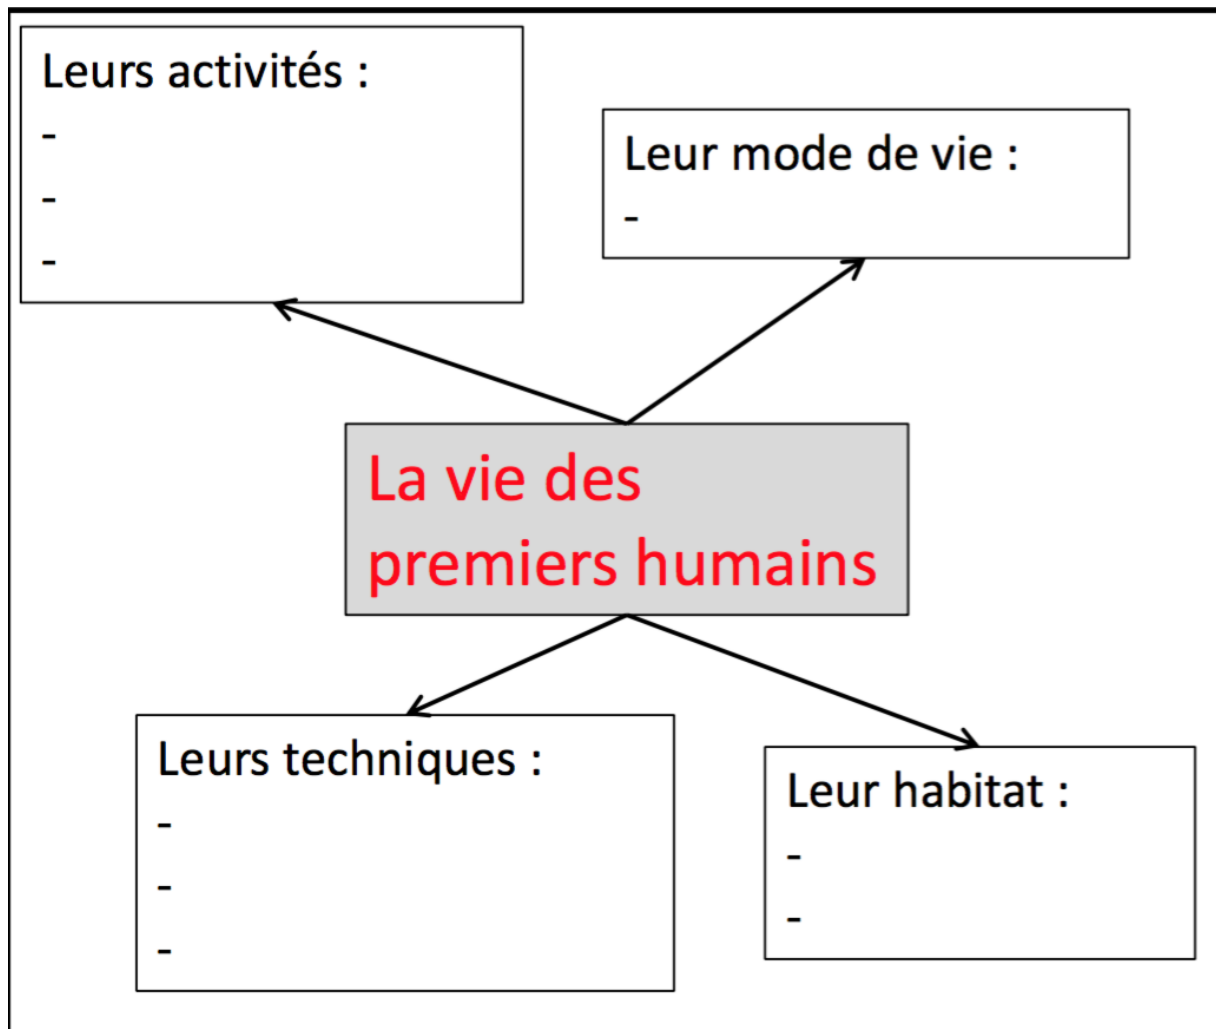 Leurs activités :
-
-
-
Leur mode de vie :
-
La vie des
premiers humains
Leurs techniques :
-
-
-
Leur habitat :
-
-